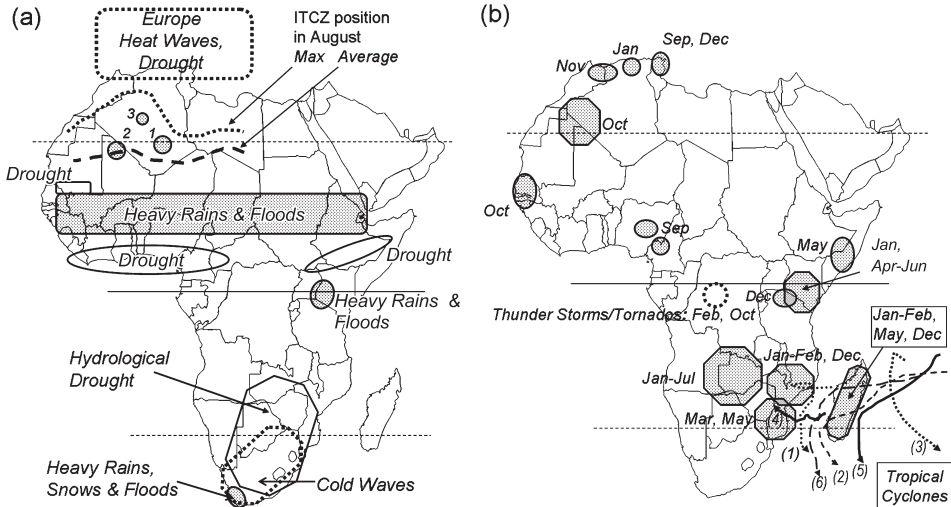 (a)
Europe
Heat Waves,
Drought
ITCZ position
in August
Max Average
3
2
1
Drought
Heavy Rains & Floods
Drought
Drought
Heavy Rains &
Floods
Hydrological
Drought
Heavy Rains,
Snows & Floods
Cold Waves
(b)
Sep, Dec
Jan
Nov
Oct
Oct
Sep
May
Jan,
Apr-Jun
Dec
Thunder Storms/Tornados: Feb, Oct
Jan-Feb,
May, Dec
Jan-Feb, Dec
Jan-Jul
Mar, May
(4)
(1)
(6)
(2)
(5)
(3)
Tropical
Cyclones